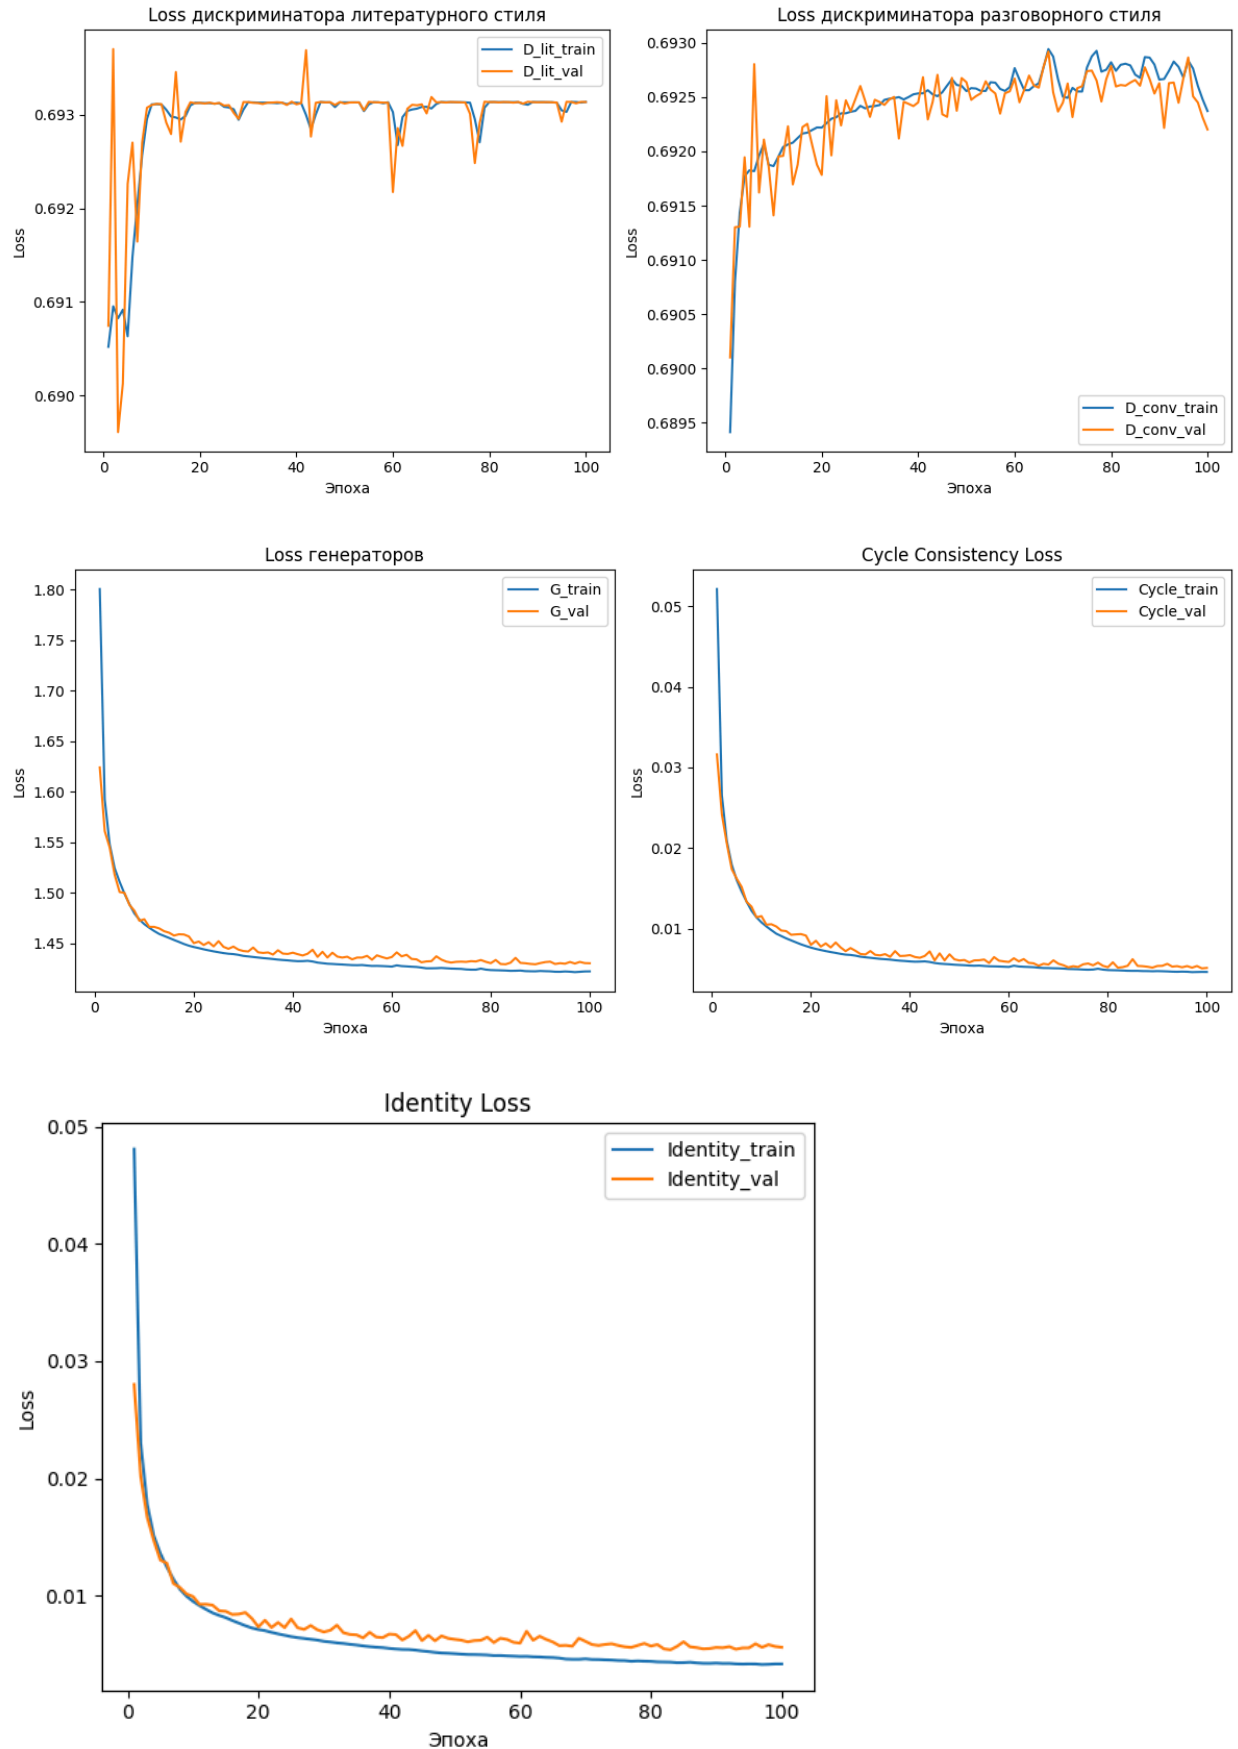 Loss дискриминатора литературного стиля
D_lit_train
D_lit_val
0.693
0.692
0.691
0.690
Loss
0 20 40 60 80 100
Эпоха
Loss дискриминатора разговорного стиля
0.6930
0.6925
0.6920
0.6915
0.6910
0.6905
0.6900
0.6895
Loss
D_conv_train
D_conv_val
0 20 40 60 80 100
Эпоха
Loss генераторов
G_train
G_val
1.80
1.75
1.70
1.65
1.60
1.55
1.50
1.45
Loss
0 20 40 60 80 100
Эпоха
Cycle Consistency Loss
Cycle_train
Cycle_val
0.05
0.04
0.03
0.02
0.01
Loss
0 20 40 60 80 100
Эпоха
Identity Loss
Identity_train
Identity_val
0.05
0.04
0.03
0.02
0.01
Loss
0 20 40 60 80 100
Эпоха